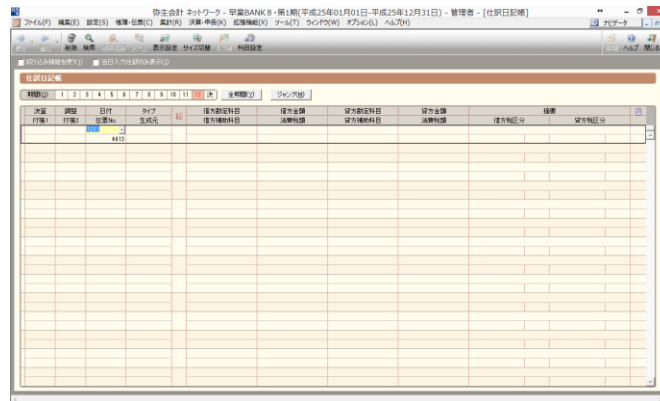 弥生会計 ネットワーク - 早業BANK 8・第1期(平成25年01月01日-平成25年12月31日) - 管理者 - [仕訳日記帳]
ファイル(F) 編集(E) 設定(S) 帳簿・伝票(C) 集計(R) 決算・申告(K) 拡張機能(X) ツール(T) ウィンドウ(W) オプション(L) ヘルプ(H) ナビゲータ
削除 検索 表示設定 サイズ切替 科目設定 ヘルプ 閉じる
絞り込み検索を使う(J) 当日入力仕訳のみ表示(Q)
仕訳日記帳
期間(Q) 1 2 3 4 5 6 7 8 9 10 11 12 決 全期間(Y) ジャンプ(M)
決算 調整 日付 タイプ 借方勘定科目 借方金額 貸方勘定科目 貸方金額 摘要
付箋1 付箋2 伝票No. 生成元 借方補助科目 消費税額 貸方補助科目 消費税額 借方税区分 貸方税区分
4413